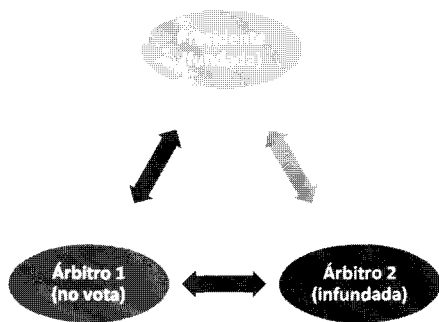 Presidente
(fundada)
Árbitro 1
(no vota)
Árbitro 2
(infundada)